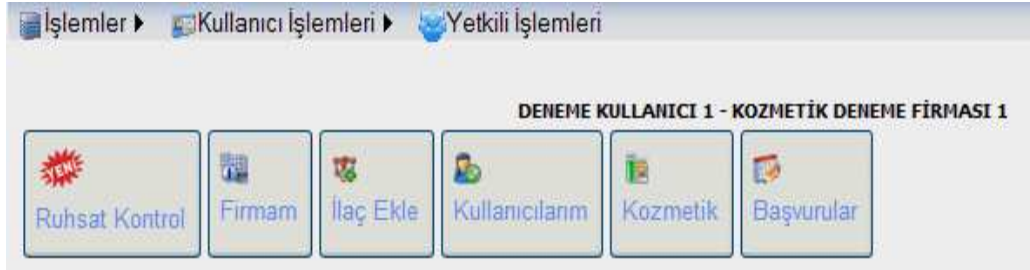 İşlemler Kullanıcı İşlemleri Yetkili İşlemleri
DENEME KULLANICI 1 - KOZMETİK DENEME FİRMASI 1
YENİ
Ruhsat Kontrol Firmam İlaç Ekle Kullanıcılarım Kozmetik Başvurular